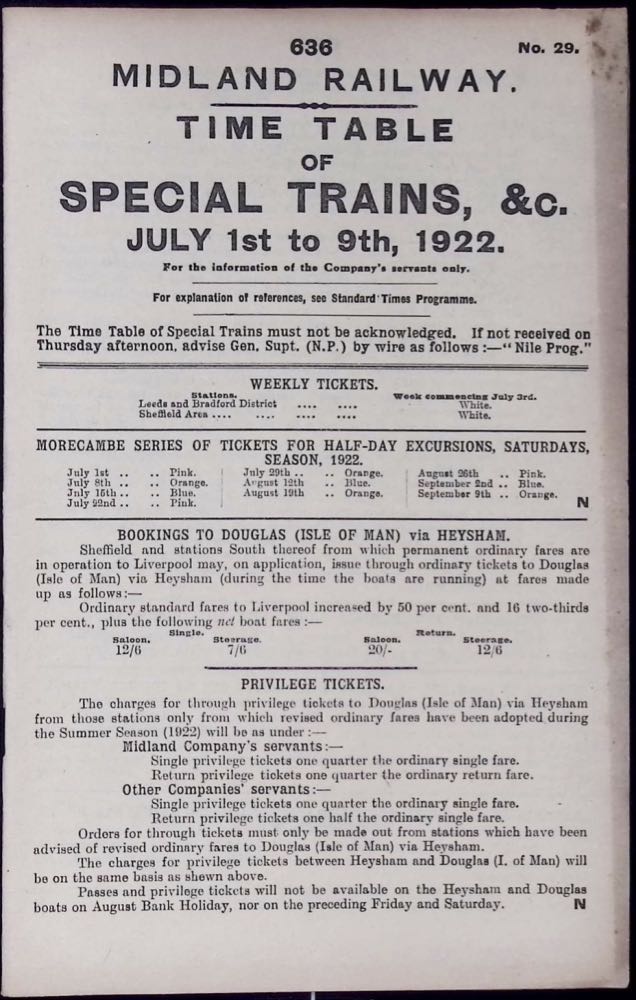 636 No. 29.
MIDLAND RAILWAY.
TIME TABLE
OF
SPECIAL TRAINS, &c.
JULY 1st to 9th, 1922.
For the information of the Company's servants only.
For explanation of references, see Standard Times Programme.
The Time Table of Special Trains must not be acknowledged. If not received on
Thursday afternoon, advise Gen. Supt. (N.P.) by wire as follows :—"Nile Prog."
WEEKLY TICKETS.
Stations. Week commencing July 3rd.
Leeds and Bradford District .... .... White.
Sheffield Area .... .... .... .... White.
MORECAMBE SERIES OF TICKETS FOR HALF-DAY EXCURSIONS, SATURDAYS,
SEASON, 1922.
July 1st .. .. Pink. July 29th .. .. Orange. August 26th .. Pink.
July 8th .. .. Orange. August 12th .. Blue. September 2nd .. Blue.
July 15th .. .. Blue. August 19th .. Orange. September 9th .. Orange.
July 22nd .. .. Pink. N
BOOKINGS TO DOUGLAS (ISLE OF MAN) via HEYSHAM.
Sheffield and stations South thereof from which permanent ordinary fares are
in operation to Liverpool may, on application, issue through ordinary tickets to Douglas
(Isle of Man) via Heysham (during the time the boats are running) at fares made
up as follows :—
Ordinary standard fares to Liverpool increased by 50 per cent. and 16 two-thirds
per cent., plus the following net boat fares :—
Single. Return.
Saloon. Steerage. Saloon. Steerage.
12/6 7/6 20/- 12/6
PRIVILEGE TICKETS.
The charges for through privilege tickets to Douglas (Isle of Man) via Heysham
from those stations only from which revised ordinary fares have been adopted during
the Summer Season (1922) will be as under :—
Midland Company's servants :—
Single privilege tickets one quarter the ordinary single fare.
Return privilege tickets one quarter the ordinary return fare.
Other Companies' servants :—
Single privilege tickets one quarter the ordinary single fare.
Return privilege tickets one half the ordinary single fare.
Orders for through tickets must only be made out from stations which have been
advised of revised ordinary fares to Douglas (Isle of Man) via Heysham.
The charges for privilege tickets between Heysham and Douglas (I. of Man) will
be on the same basis as shewn above.
Passes and privilege tickets will not be available on the Heysham and Douglas
boats on August Bank Holiday, nor on the preceding Friday and Saturday. N